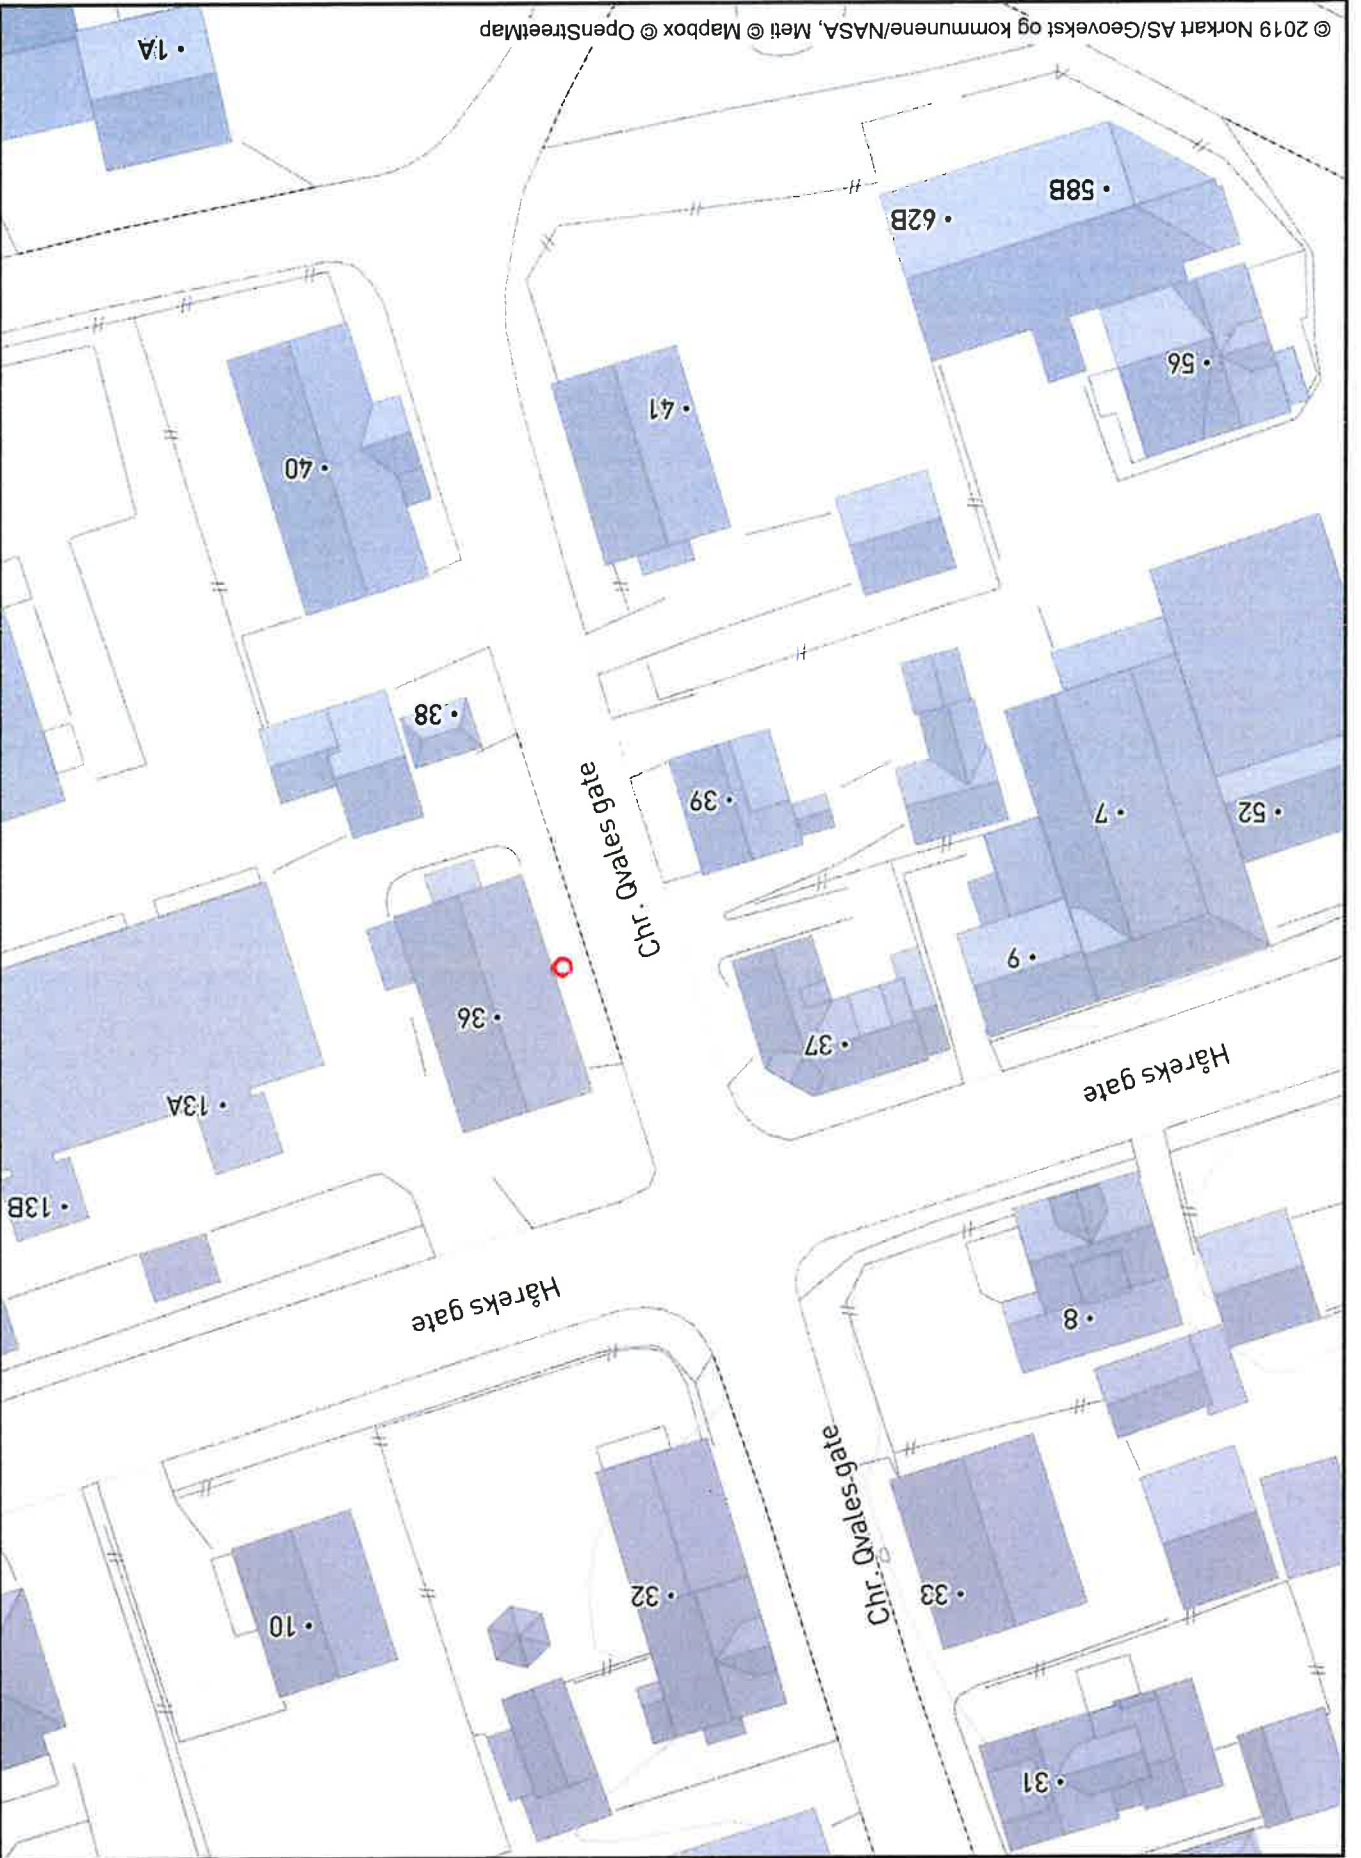 31
33
32
10
8
Chr. Qvales gate
Håreks gate
13B
13A
Håreks gate
37
36
9
7
52
39
Chr. Qvales gate
38
40
41
56
62B
58B
1A
© 2019 Norkart AS/Geovekst og kommunene/NASA, Meti © Mapbox © OpenStreetMap